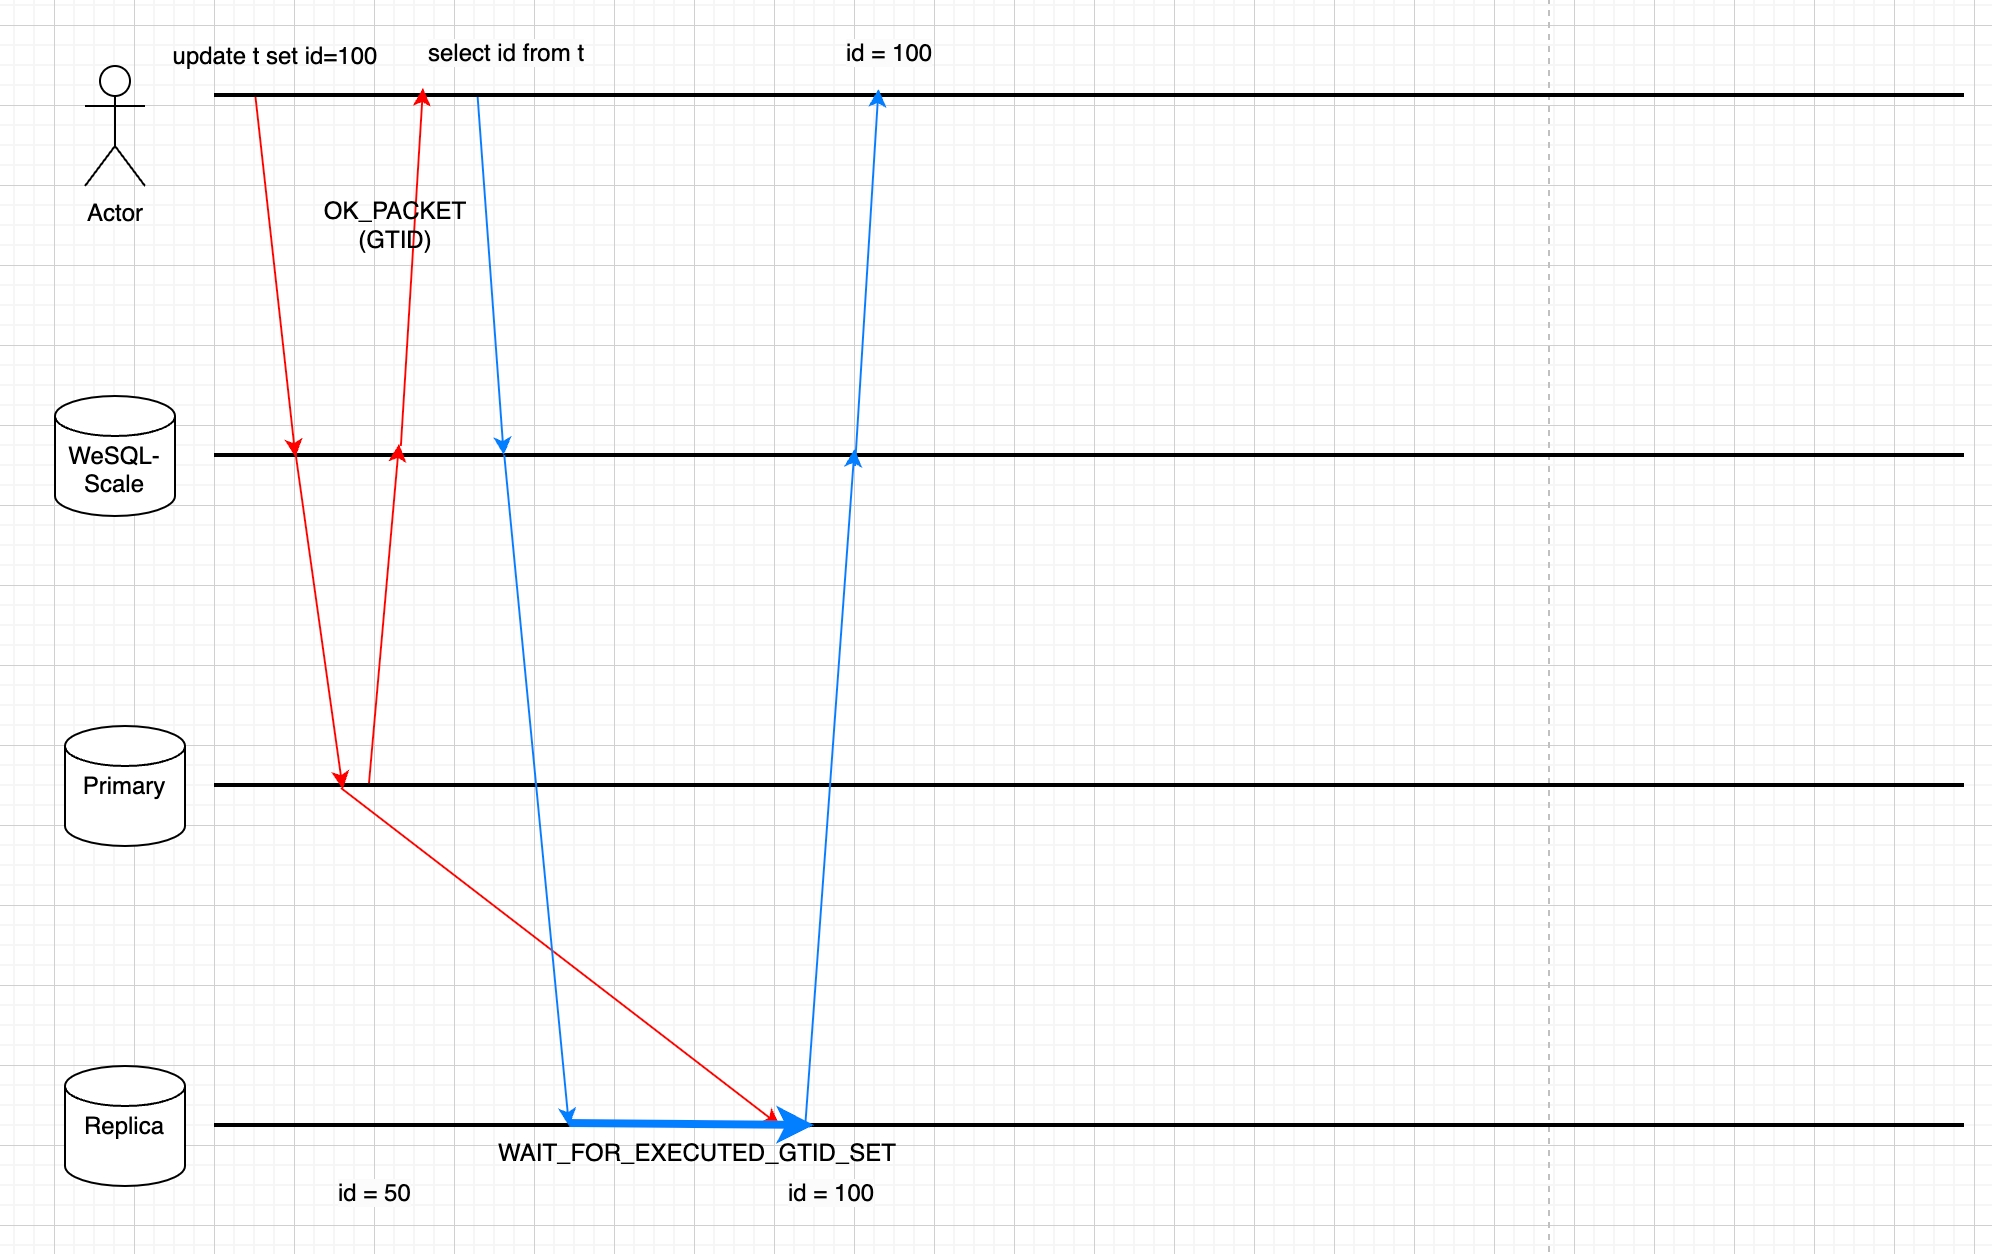 update t set id=100
select id from t
id = 100
Actor
OK_PACKET
(GTID)
WeSQL-
Scale
Primary
Replica
WAIT_FOR_EXECUTED_GTID_SET
id = 50
id = 100